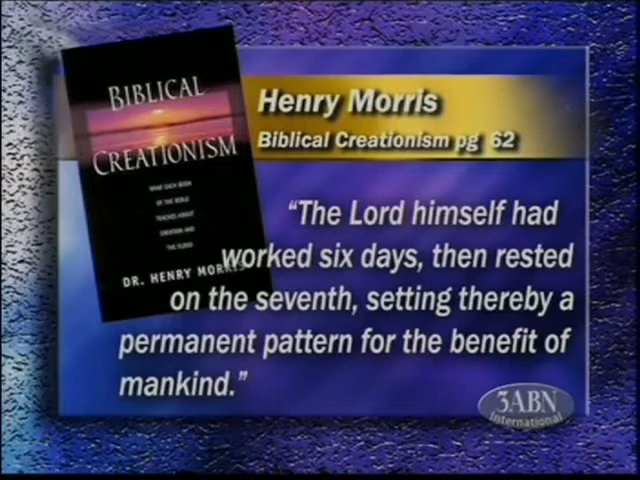 BIBLICAL
CREATIONISM
WHAT EACH BOOK
OF THE BIBLE
TEACHES ABOUT
CREATION AND
THE FLOOD
DR. HENRY MORRIS
Henry Morris
Biblical Creationism pg 62
“The Lord himself had
worked six days, then rested
on the seventh, setting thereby a
permanent pattern for the benefit of
mankind.”
3ABN
International